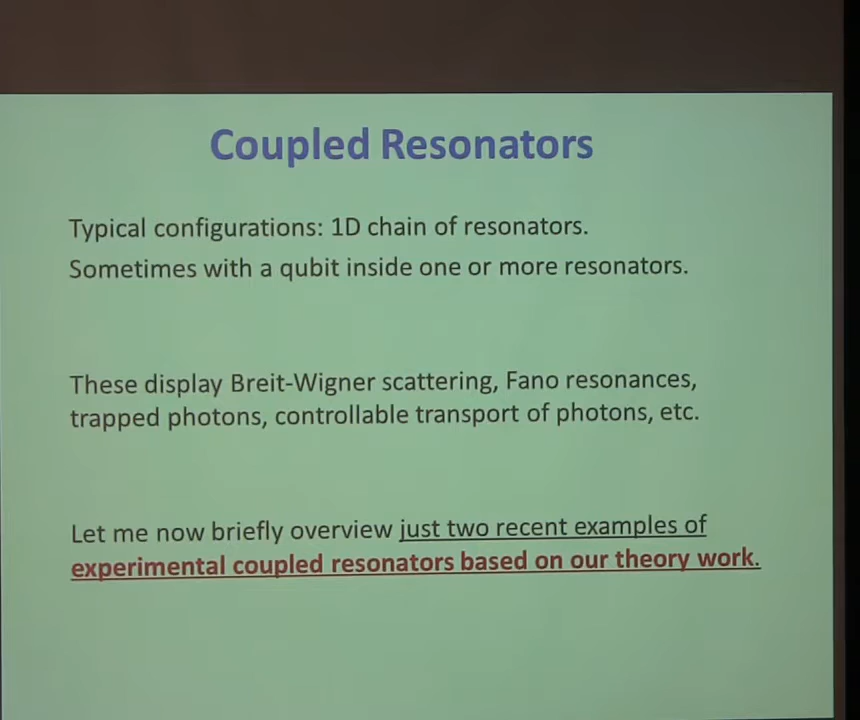 Coupled Resonators
Typical configurations: 1D chain of resonators.
Sometimes with a qubit inside one or more resonators.
These display Breit-Wigner scattering, Fano resonances,
trapped photons, controllable transport of photons, etc.
Let me now briefly overview just two recent examples of
experimental coupled resonators based on our theory work.